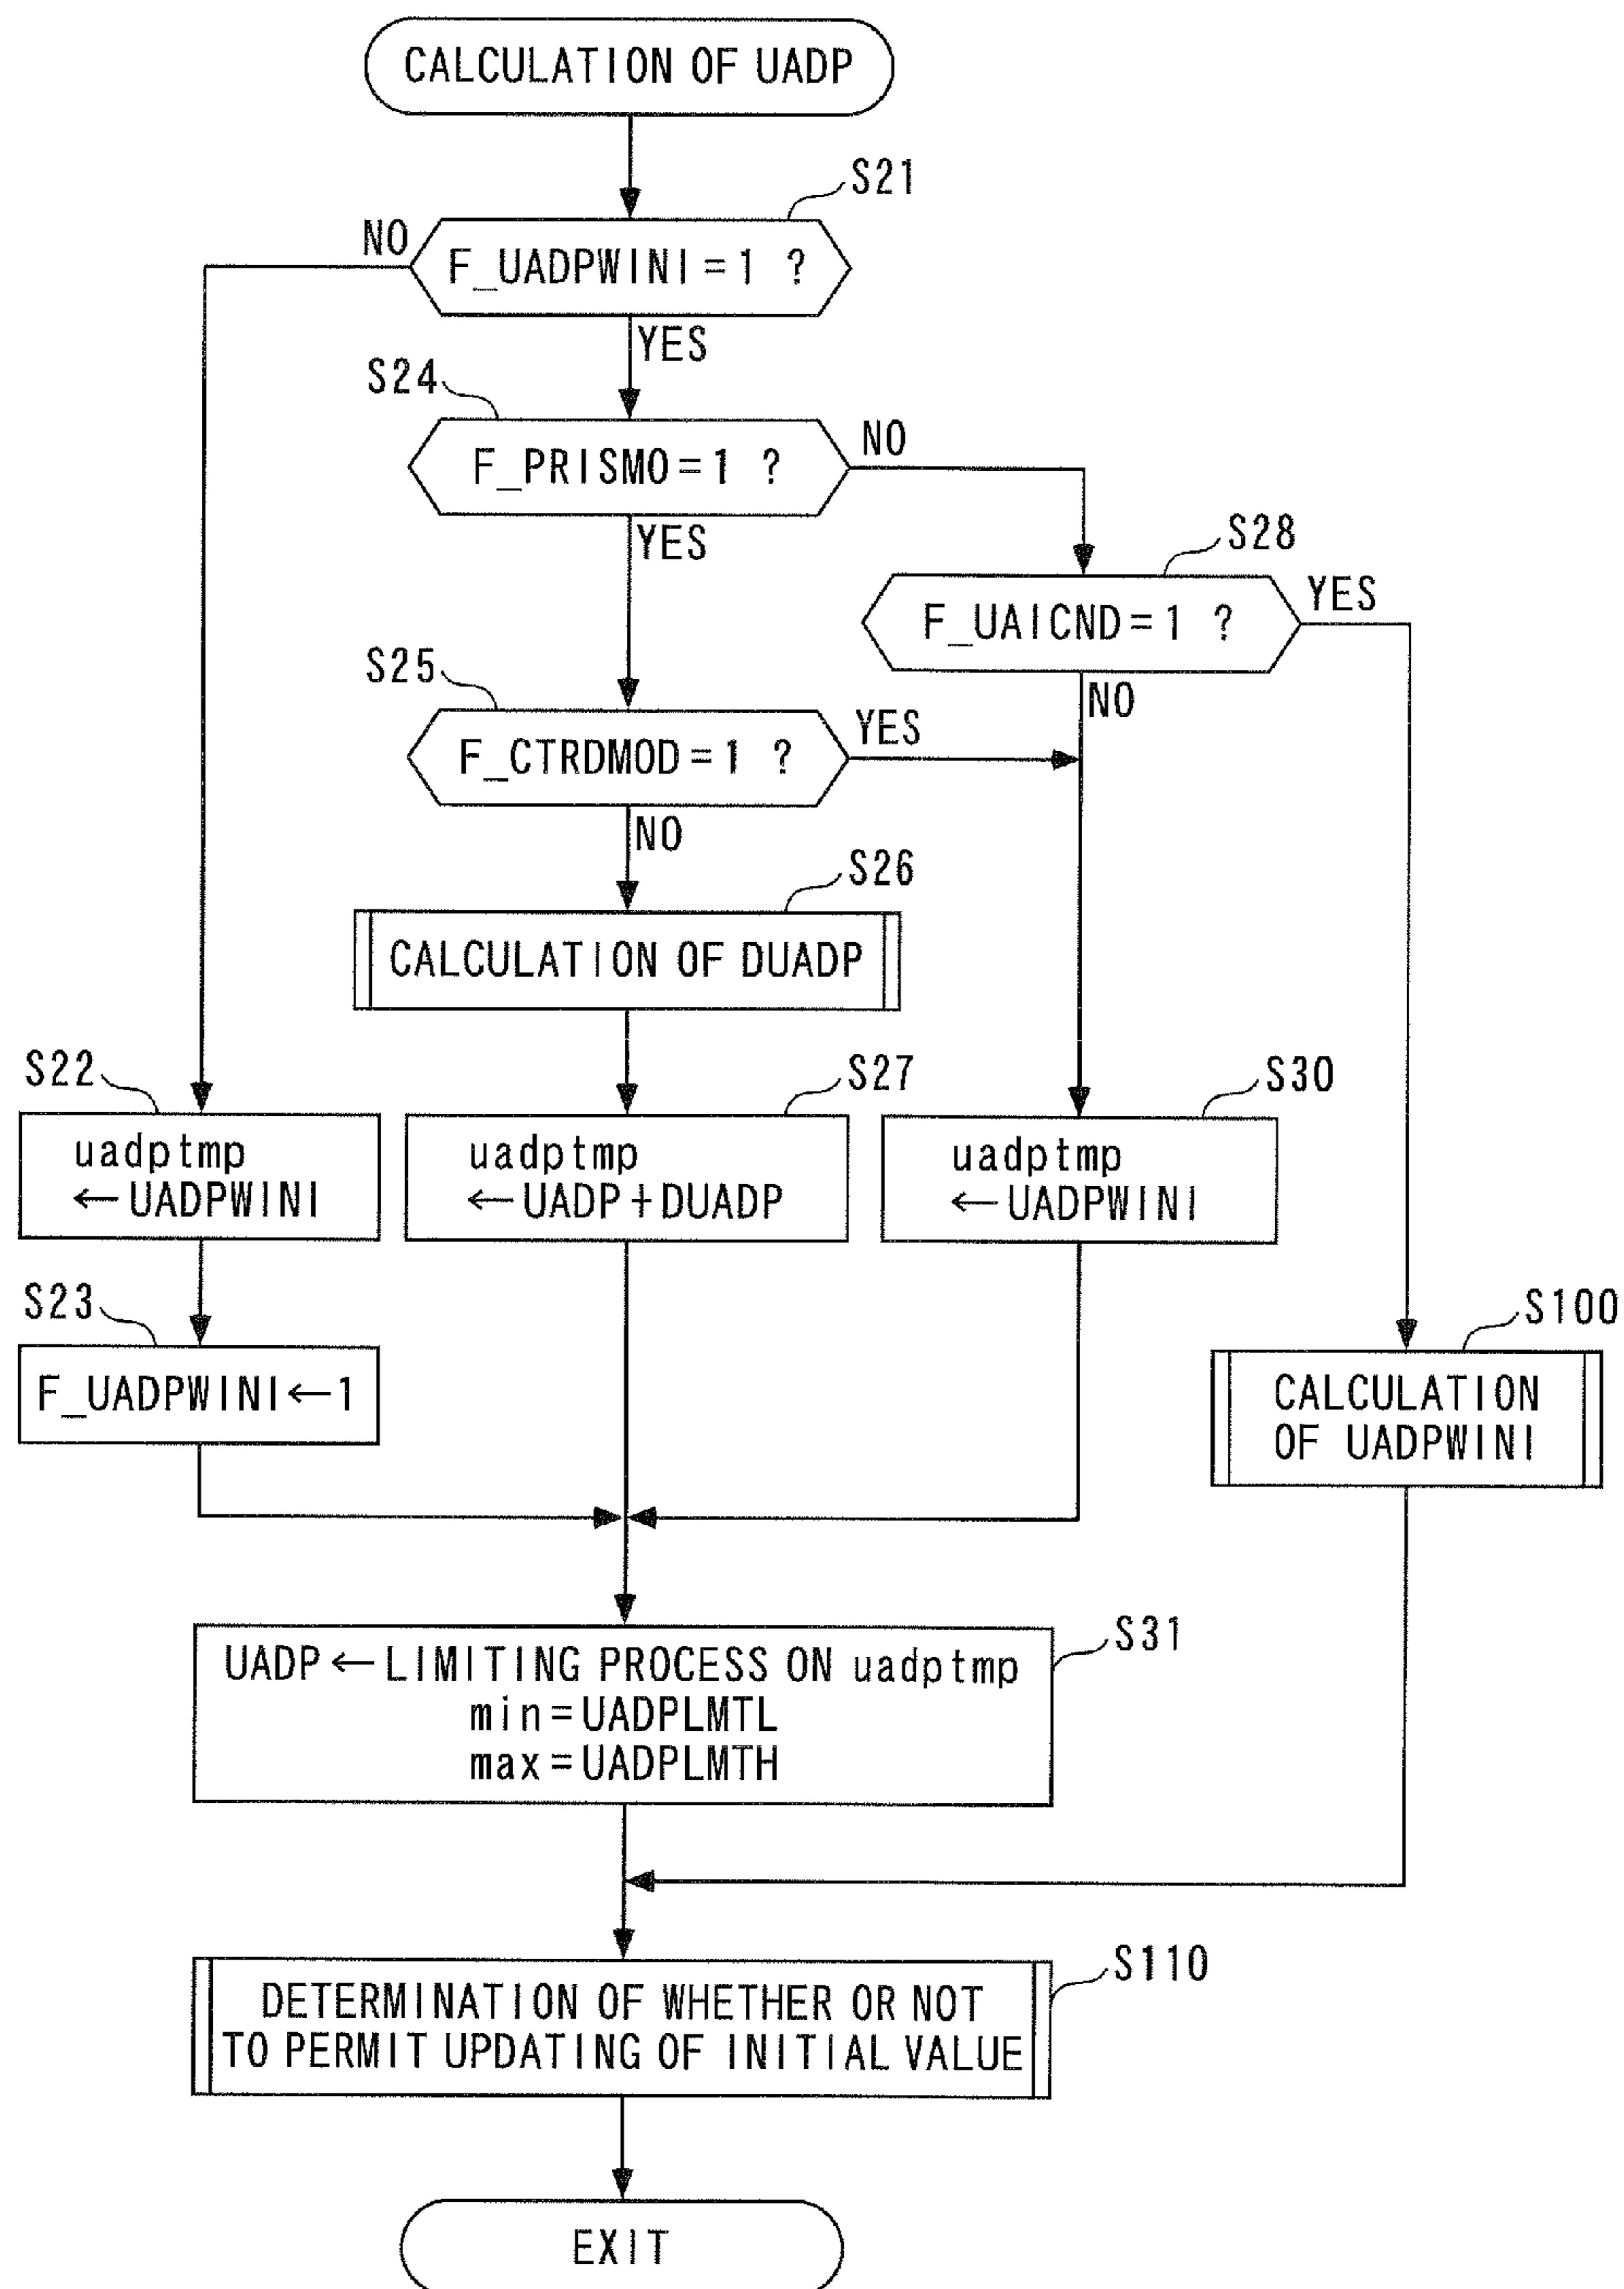 CALCULATION OF UADP
S21
NO
F_UADPWINI=1 ?
YES
S24
F_PRISMO=1 ?
NO
YES
S28
F_UAICND=1 ?
YES
S25
NO
F_CTRDMOD=1 ?
YES
NO
S26
CALCULATION OF DUADP
S22
uadptmp
←UADPWINI
S27
uadptmp
←UADP+DUADP
S30
uadptmp
←UADPWINI
S23
F_UADPWINI←1
S100
CALCULATION
OF UADPWINI
S31
UADP←LIMITING PROCESS ON uadptmp
min=UADPLMTL
max=UADPLMTH
S110
DETERMINATION OF WHETHER OR NOT
TO PERMIT UPDATING OF INITIAL VALUE
EXIT